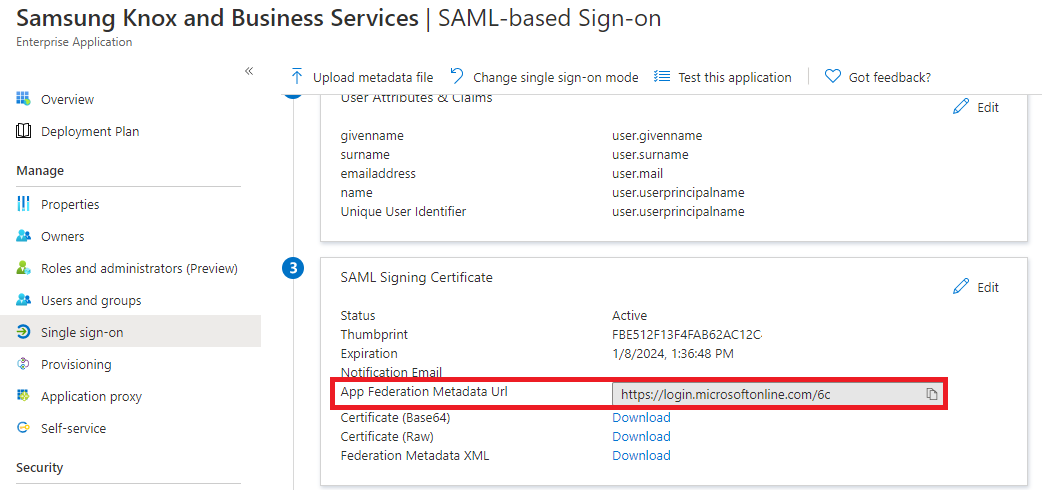 Samsung Knox and Business Services | SAML-based Sign-on
Enterprise Application
«
Upload metadata file Change single sign-on mode Test this application Got feedback?
Overview
Deployment Plan
Manage
Properties
Owners
Roles and administrators (Preview)
Users and groups
Single sign-on
Provisioning
Application proxy
Self-service
Security
User Attributes & Claims
Edit
givenname user.givenname
surname user.surname
emailaddress user.mail
name user.userprincipalname
Unique User Identifier user.userprincipalname
3
SAML Signing Certificate
Edit
Status Active
Thumbprint FBE512F13F4FAB62AC12C
Expiration 1/8/2024, 1:36:48 PM
Notification Email
App Federation Metadata Url https://login.microsoftonline.com/6c
Certificate (Base64) Download
Certificate (Raw) Download
Federation Metadata XML Download